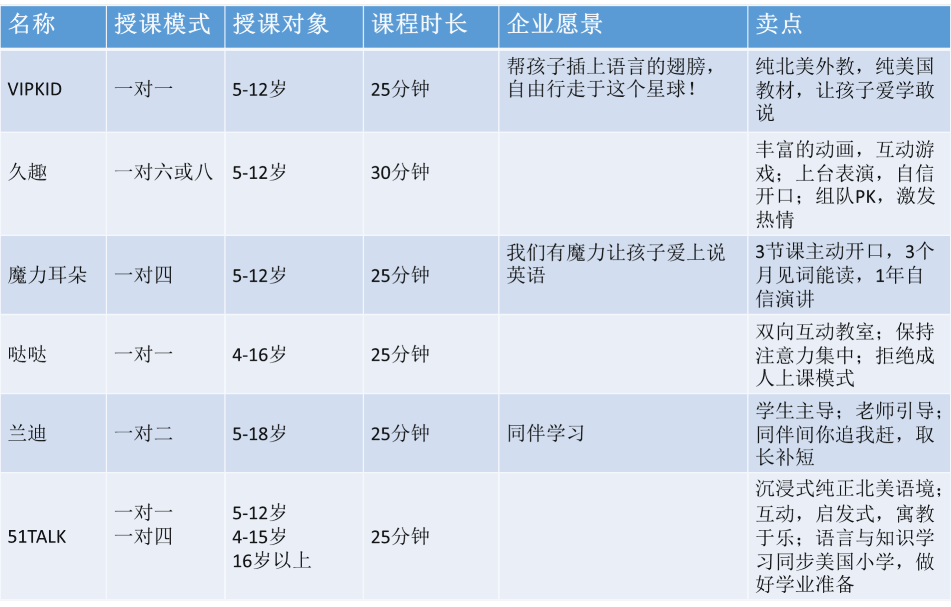 名称 授课模式 授课对象 课程时长 企业愿景 卖点
VIPKID 一对一 5-12岁 25分钟
帮孩子插上语言的翅膀，
自由行走于这个星球！
纯北美外教，纯美国
教材，让孩子爱学敢
说
久趣 一对六或八 5-12岁 30分钟
丰富的动画，互动游
戏；上台表演，自信
开口；组队PK，激发
热情
魔力耳朵 一对四 5-12岁 25分钟
我们有魔力让孩子爱上说
英语
3节课主动开口，3个
月见词能读，1年自
信演讲
哒哒 一对一 4-16岁 25分钟
双向互动教室；保持
注意力集中；拒绝成
人上课模式
兰迪 一对二 5-18岁 25分钟 同伴学习
学生主导；老师引导；
同伴间你追我赶，取
长补短
51TALK
一对一
一对四
5-12岁
4-15岁
16岁以上
25分钟
沉浸式纯正北美语境；
互动，启发式，寓教
于乐；语言与知识学
习同步美国小学，做
好学业准备